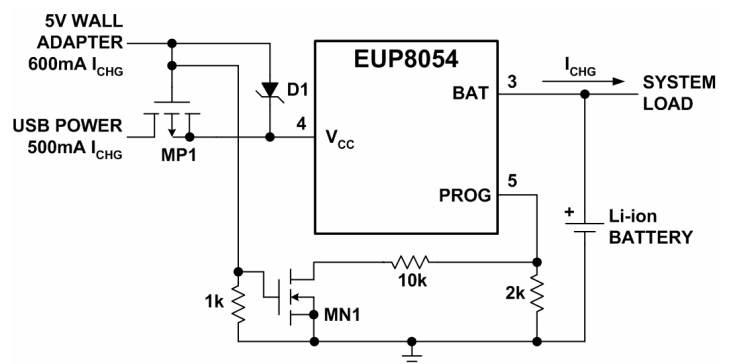 5V WALL
ADAPTER
600mA ICHG
USB POWER
500mA ICHG
MP1
D1
4
EUP8054
VCC
BAT
3
ICHG
SYSTEM
LOAD
PROG
5
+
Li-ion
BATTERY
1k
MN1
10k
2k